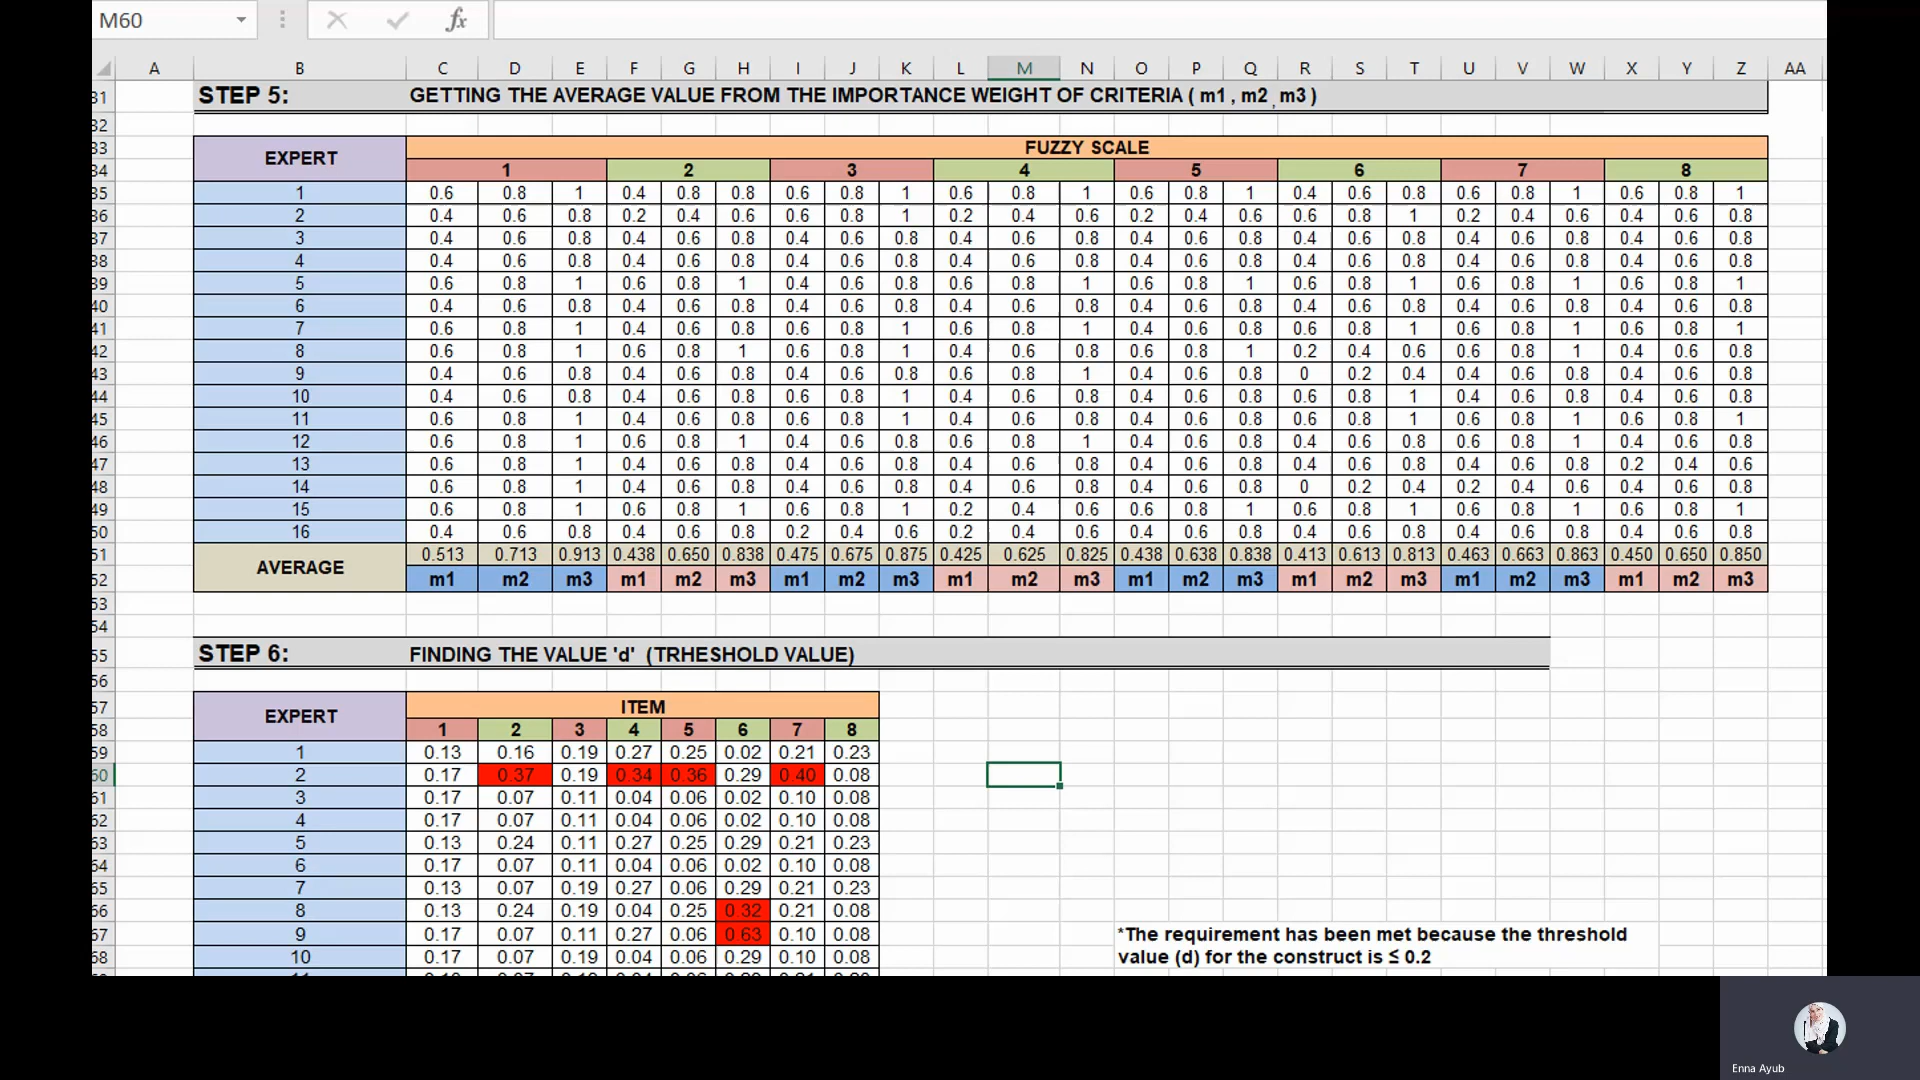 M60 fx
A B C D E F G H I J K L M N O P Q R S T U V W X Y Z AA
31 STEP 5: GETTING THE AVERAGE VALUE FROM THE IMPORTANCE WEIGHT OF CRITERIA ( m1 , m2 , m3 )
32
33 EXPERT FUZZY SCALE
34 1 2 3 4 5 6 7 8
35 1 0.6 0.8 1 0.4 0.8 0.8 0.6 0.8 1 0.6 0.8 1 0.6 0.8 1 0.4 0.6 0.8 0.6 0.8 1 0.6 0.8 1
36 2 0.4 0.6 0.8 0.2 0.4 0.6 0.6 0.8 1 0.2 0.4 0.6 0.2 0.4 0.6 0.6 0.8 1 0.2 0.4 0.6 0.4 0.6 0.8
37 3 0.4 0.6 0.8 0.4 0.6 0.8 0.4 0.6 0.8 0.4 0.6 0.8 0.4 0.6 0.8 0.4 0.6 0.8 0.4 0.6 0.8 0.4 0.6 0.8
38 4 0.4 0.6 0.8 0.4 0.6 0.8 0.4 0.6 0.8 0.4 0.6 0.8 0.4 0.6 0.8 0.4 0.6 0.8 0.4 0.6 0.8 0.4 0.6 0.8
39 5 0.6 0.8 1 0.6 0.8 1 0.4 0.6 0.8 0.6 0.8 1 0.6 0.8 1 0.6 0.8 1 0.6 0.8 1 0.6 0.8 1
40 6 0.4 0.6 0.8 0.4 0.6 0.8 0.4 0.6 0.8 0.4 0.6 0.8 0.4 0.6 0.8 0.4 0.6 0.8 0.4 0.6 0.8 0.4 0.6 0.8
41 7 0.6 0.8 1 0.4 0.6 0.8 0.6 0.8 1 0.6 0.8 1 0.4 0.6 0.8 0.6 0.8 1 0.6 0.8 1 0.6 0.8 1
42 8 0.6 0.8 1 0.6 0.8 1 0.6 0.8 1 0.4 0.6 0.8 0.6 0.8 1 0.2 0.4 0.6 0.6 0.8 1 0.4 0.6 0.8
43 9 0.4 0.6 0.8 0.4 0.6 0.8 0.4 0.6 0.8 0.6 0.8 1 0.4 0.6 0.8 0 0.2 0.4 0.4 0.6 0.8 0.4 0.6 0.8
44 10 0.4 0.6 0.8 0.4 0.6 0.8 0.6 0.8 1 0.4 0.6 0.8 0.4 0.6 0.8 0.6 0.8 1 0.4 0.6 0.8 0.4 0.6 0.8
45 11 0.6 0.8 1 0.4 0.6 0.8 0.6 0.8 1 0.4 0.6 0.8 0.4 0.6 0.8 0.6 0.8 1 0.6 0.8 1 0.6 0.8 1
46 12 0.6 0.8 1 0.6 0.8 1 0.4 0.6 0.8 0.6 0.8 1 0.4 0.6 0.8 0.4 0.6 0.8 0.6 0.8 1 0.4 0.6 0.8
47 13 0.6 0.8 1 0.4 0.6 0.8 0.4 0.6 0.8 0.4 0.6 0.8 0.4 0.6 0.8 0.4 0.6 0.8 0.4 0.6 0.8 0.2 0.4 0.6
48 14 0.6 0.8 1 0.4 0.6 0.8 0.4 0.6 0.8 0.4 0.6 0.8 0.4 0.6 0.8 0 0.2 0.4 0.2 0.4 0.6 0.4 0.6 0.8
49 15 0.6 0.8 1 0.6 0.8 1 0.6 0.8 1 0.2 0.4 0.6 0.6 0.8 1 0.6 0.8 1 0.6 0.8 1 0.6 0.8 1
50 16 0.4 0.6 0.8 0.4 0.6 0.8 0.2 0.4 0.6 0.2 0.4 0.6 0.4 0.6 0.8 0.4 0.6 0.8 0.4 0.6 0.8 0.4 0.6 0.8
51 AVERAGE 0.513 0.713 0.913 0.438 0.650 0.838 0.475 0.675 0.875 0.425 0.625 0.825 0.438 0.638 0.838 0.413 0.613 0.813 0.463 0.663 0.863 0.450 0.650 0.850
52 m1 m2 m3 m1 m2 m3 m1 m2 m3 m1 m2 m3 m1 m2 m3 m1 m2 m3 m1 m2 m3 m1 m2 m3
53
54
55 STEP 6: FINDING THE VALUE 'd' (TRHESHOLD VALUE)
56
57 EXPERT ITEM
58 1 2 3 4 5 6 7 8
59 1 0.13 0.16 0.19 0.27 0.25 0.02 0.21 0.23
60 2 0.17 0.37 0.19 0.34 0.36 0.29 0.40 0.08
61 3 0.17 0.07 0.11 0.04 0.06 0.02 0.10 0.08
62 4 0.17 0.07 0.11 0.04 0.06 0.02 0.10 0.08
63 5 0.13 0.24 0.11 0.27 0.25 0.29 0.21 0.23
64 6 0.17 0.07 0.11 0.04 0.06 0.02 0.10 0.08
65 7 0.13 0.07 0.19 0.27 0.06 0.29 0.21 0.23
66 8 0.13 0.24 0.19 0.04 0.25 0.32 0.21 0.08
67 9 0.17 0.07 0.11 0.27 0.06 0.63 0.10 0.08 *The requirement has been met because the threshold
68 10 0.17 0.07 0.19 0.04 0.06 0.29 0.10 0.08 value (d) for the construct is ≤ 0.2
Enna Ayub